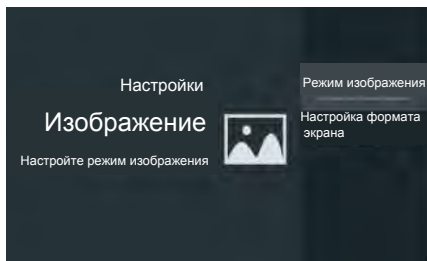 Настройки
Изображение
Настройте режим изображения
Режим изображения
Настройка формата
экрана